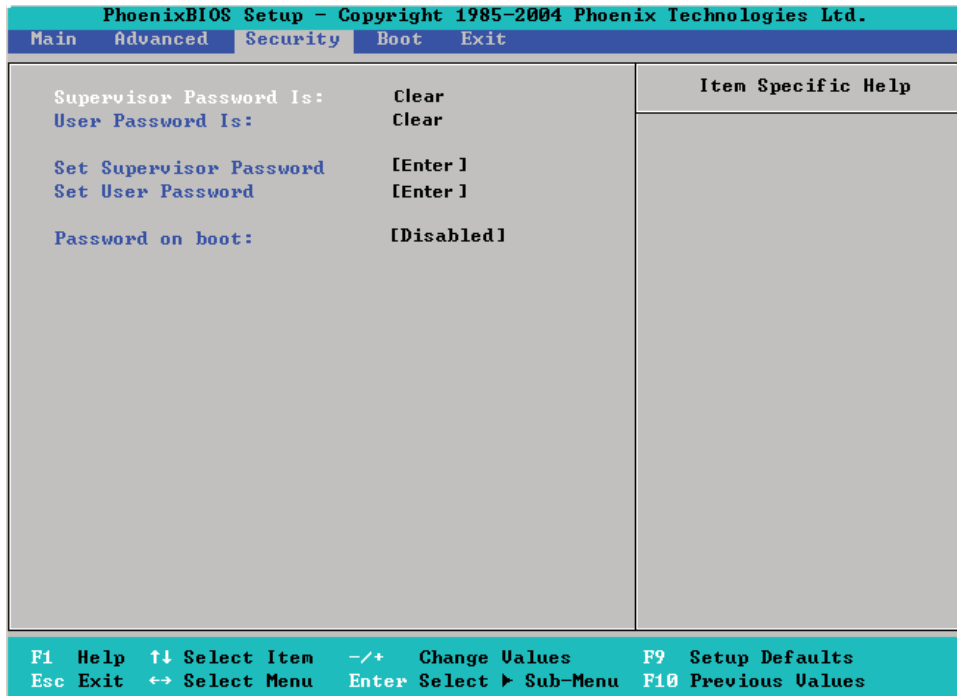 PhoenixBIOS Setup – Copyright 1985-2004 Phoenix Technologies Ltd.
Main Advanced Security Boot Exit
Item Specific Help
Supervisor Password Is: Clear
User Password Is: Clear
Set Supervisor Password [Enter]
Set User Password [Enter]
Password on boot: [Disabled]
F1 Help ↑↓ Select Item -/+ Change Values F9 Setup Defaults
Esc Exit ↔ Select Menu Enter Select ▶ Sub-Menu F10 Previous Values